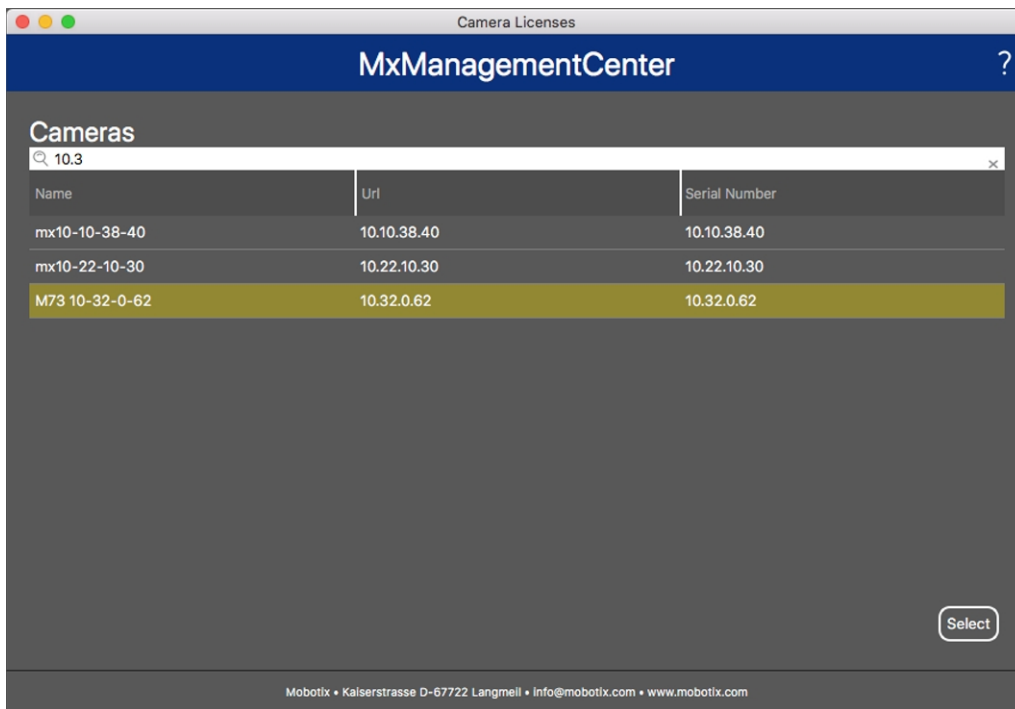 Camera Licenses
MxManagementCenter ?
Cameras
10.3 ×
Name Url Serial Number
mx10-10-38-40 10.10.38.40 10.10.38.40
mx10-22-10-30 10.22.10.30 10.22.10.30
M73 10-32-0-62 10.32.0.62 10.32.0.62
Select
Mobotix • Kaiserstrasse D-67722 Langmeil • info@mobotix.com • www.mobotix.com